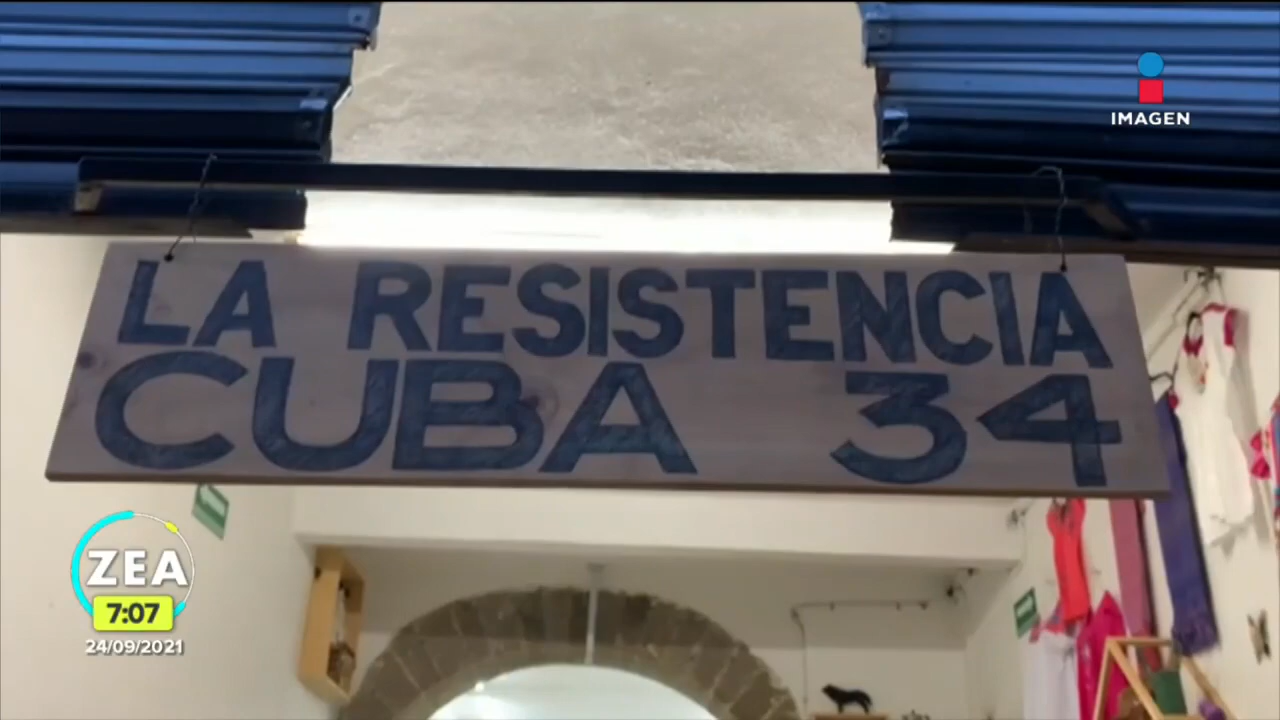 IMAGEN
LA RESISTENCIA
CUBA 34
ZEA
7:07
24/09/2021